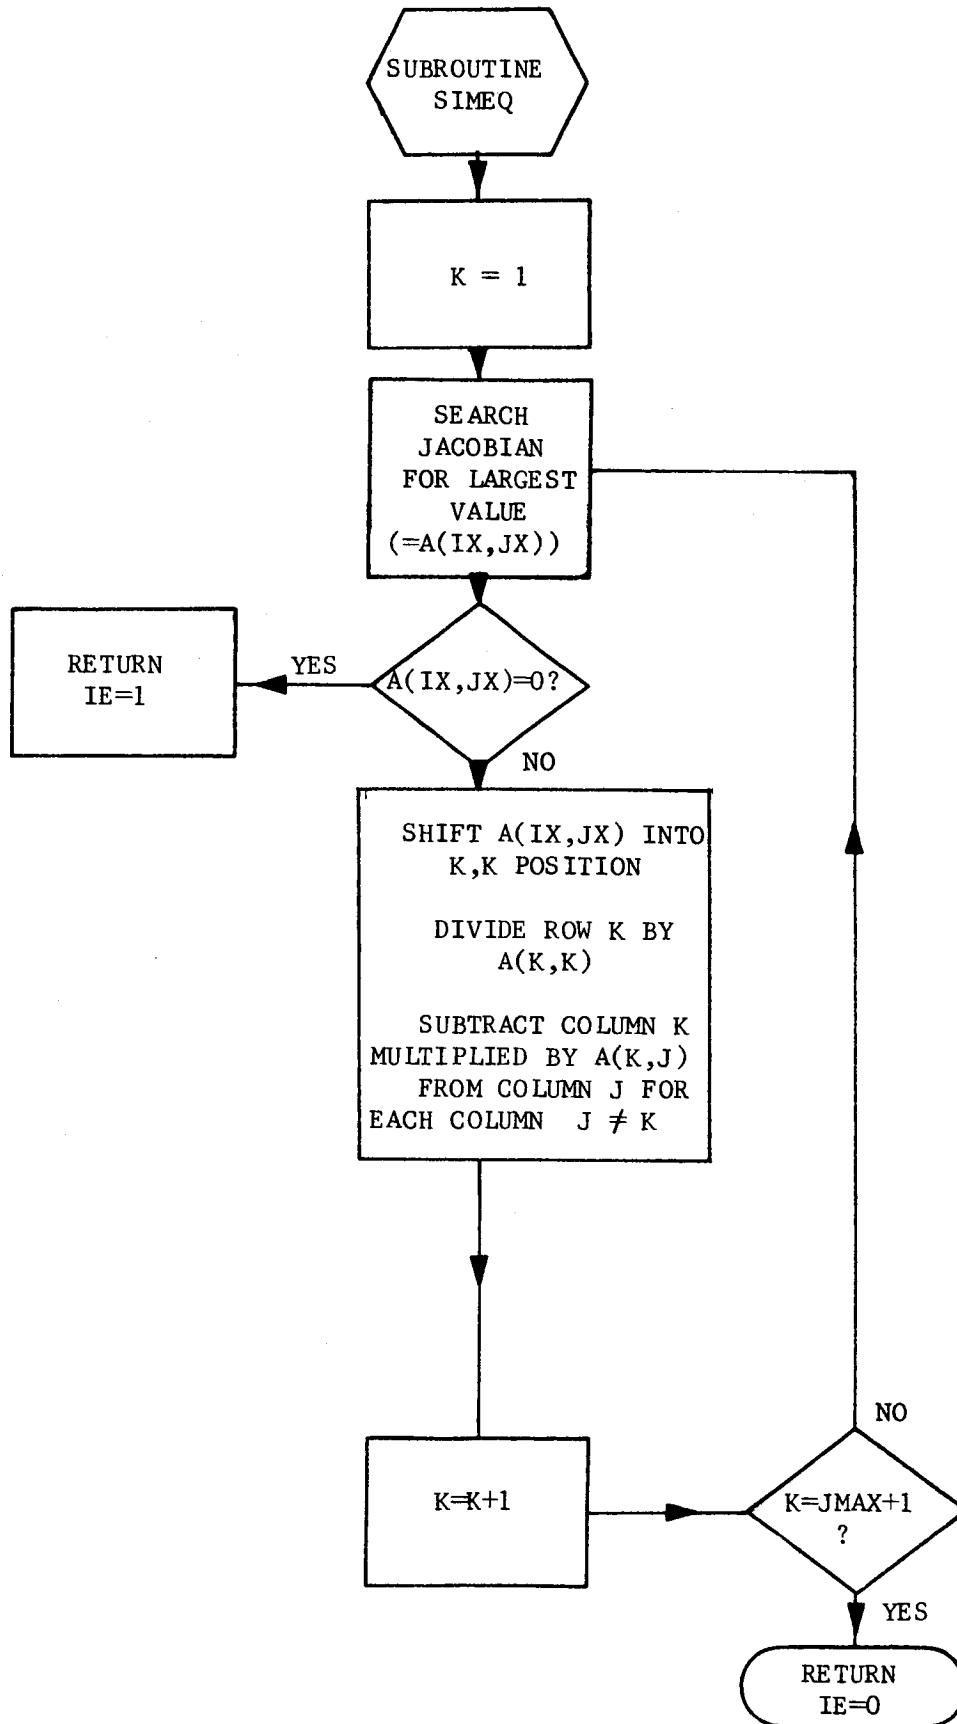 SUBROUTINE
SIMEQ
K = 1
SEARCH
JACOBIAN
FOR LARGEST
VALUE
(=A(IX,JX))
A(IX,JX)=0?
YES
RETURN
IE=1
NO
SHIFT A(IX,JX) INTO
K,K POSITION
DIVIDE ROW K BY
A(K,K)
SUBTRACT COLUMN K
MULTIPLIED BY A(K,J)
FROM COLUMN J FOR
EACH COLUMN J ≠ K
K=K+1
K=JMAX+1
?
NO
YES
RETURN
IE=0